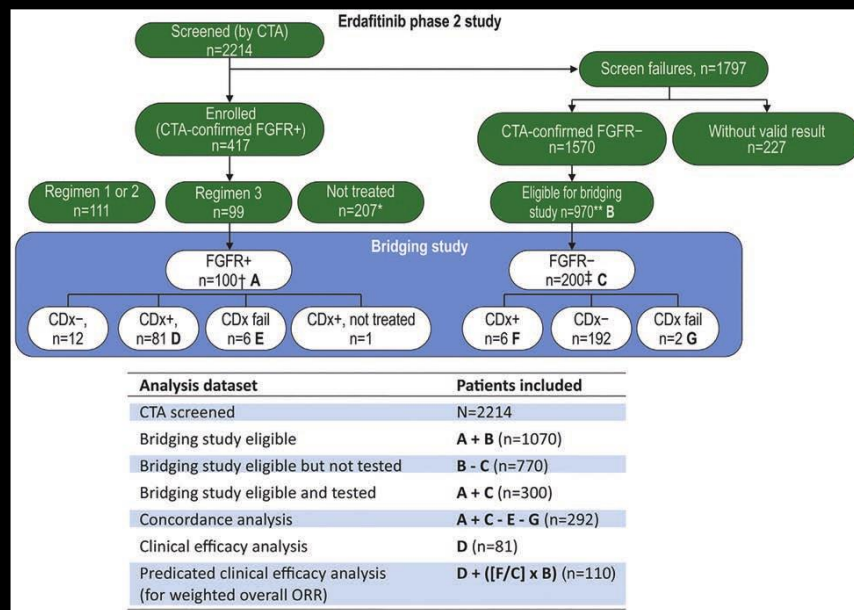 Erdafitinib phase 2 study
Screened (by CTA)
n=2214
Screen failures, n=1797
Enrolled
(CTA-confirmed FGFR+)
n=417
CTA-confirmed FGFR−
n=1570
Without valid result
n=227
Regimen 1 or 2
n=111
Regimen 3
n=99
Not treated
n=207*
Eligible for bridging
study n=970** B
Bridging study
FGFR+
n=100† A
FGFR−
n=200‡ C
CDx−,
n=12
CDx+,
n=81 D
CDx fail
n=6 E
CDx+, not treated
n=1
CDx+
n=6 F
CDx−
n=192
CDx fail
n=2 G
Analysis dataset Patients included
CTA screened N=2214
Bridging study eligible A + B (n=1070)
Bridging study eligible but not tested B - C (n=770)
Bridging study eligible and tested A + C (n=300)
Concordance analysis A + C - E - G (n=292)
Clinical efficacy analysis D (n=81)
Predicated clinical efficacy analysis D + ([F/C] x B) (n=110)
(for weighted overall ORR)